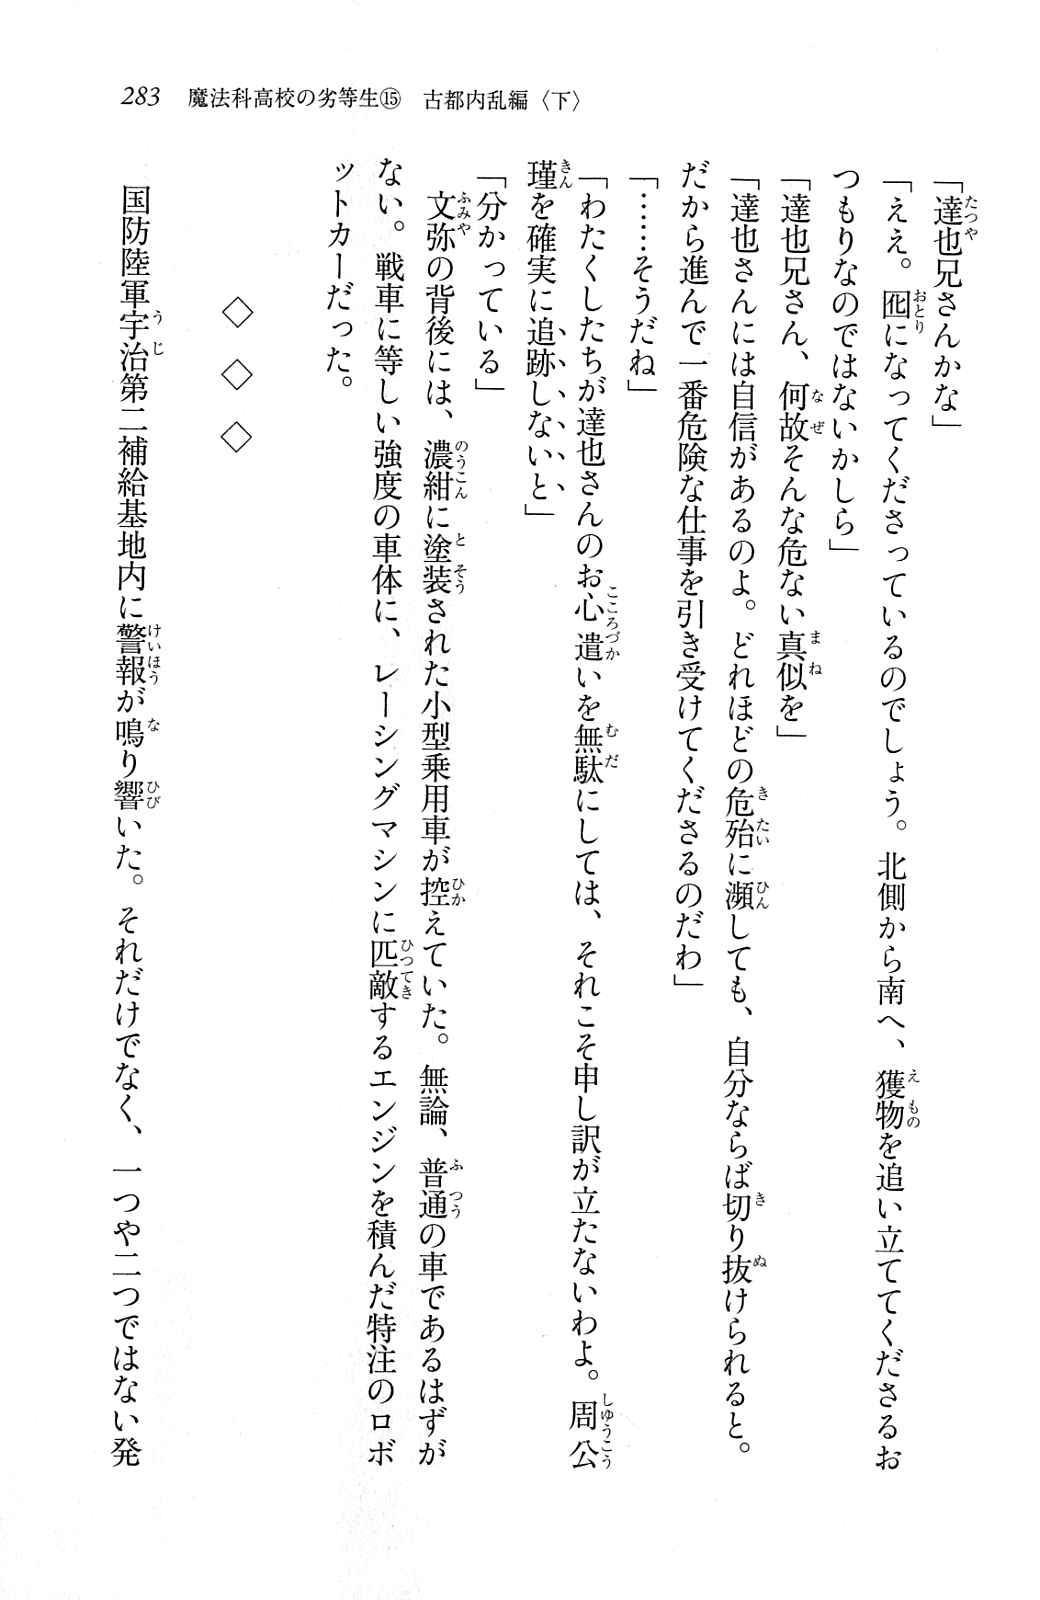 283　魔法科高校の劣等生⑮　古都内乱編〈下〉
「達也兄さんかな」
「ええ。囮になってくださっているのでしょう。北側から南へ、獲物を追い立ててくださるお
つもりなのではないかしら」
「達也兄さん、何故そんな危ない真似を」
「達也さんには自信があるのよ。どれほどの危殆に瀕しても、自分ならば切り抜けられると。
だから進んで一番危険な仕事を引き受けてくださるのだわ」
「……そうだね」
「わたくしたちが達也さんのお心遣いを無駄にしては、それこそ申し訳が立たないわよ。周公
瑾を確実に追跡しないと」
「分かっている」
　文弥の背後には、濃紺に塗装された小型乗用車が控えていた。無論、普通の車であるはずが
ない。戦車に等しい強度の車体に、レーシングマシンに匹敵するエンジンを積んだ特注のロボ
ットカーだった。
◇　◇　◇
　国防陸軍宇治第二補給基地内に警報が鳴り響いた。それだけでなく、一つや二つではない発